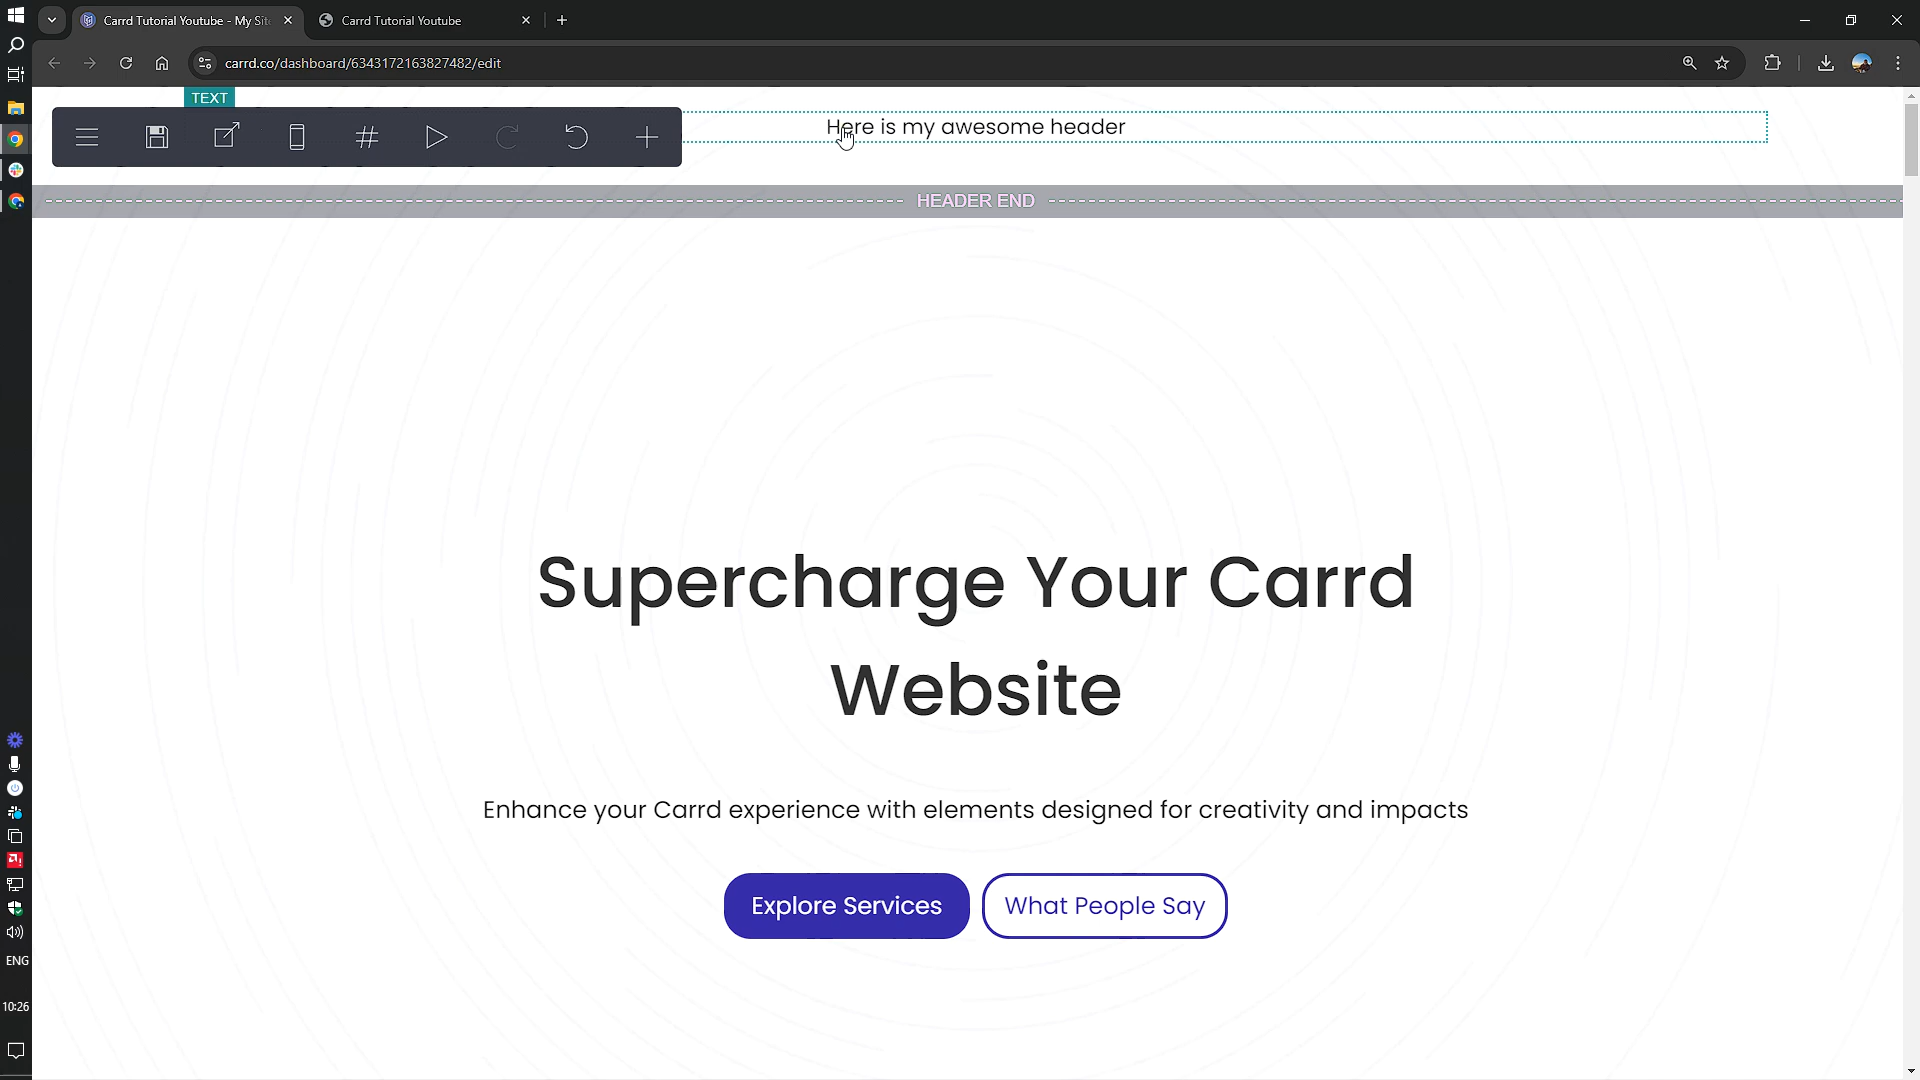 Carrd Tutorial Youtube - My Sit
Carrd Tutorial Youtube
carrd.co/dashboard/6343172163827482/edit
TEXT
Here is my awesome header
HEADER END
Supercharge Your Carrd
Website
Enhance your Carrd experience with elements designed for creativity and impacts
Explore Services
What People Say
ENG
10:26